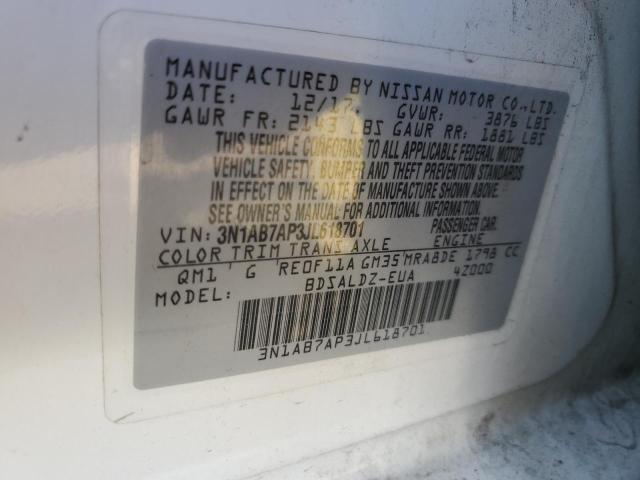 MANUFACTURED BY NISSAN MOTOR CO.,LTD.
DATE: 12/17 GVWR: 3876 LBS
GAWR FR: 2143 LBS GAWR RR: 1881 LBS
THIS VEHICLE CONFORMS TO ALL APPLICABLE FEDERAL MOTOR
VEHICLE SAFETY, BUMPER AND THEFT PREVENTION STANDARDS
IN EFFECT ON THE DATE OF MANUFACTURE SHOWN ABOVE.
SEE OWNER'S MANUAL FOR ADDITIONAL INFORMATION.
VIN: 3N1AB7AP3JL618701 PASSENGER CAR.
COLOR TRIM TRANS AXLE ENGINE
QM1 G RE0F11A GM35 MRA8DE 1798 CC
MODEL: BDSALDZ-EUA 4Z000
3N1AB7AP3JL618701